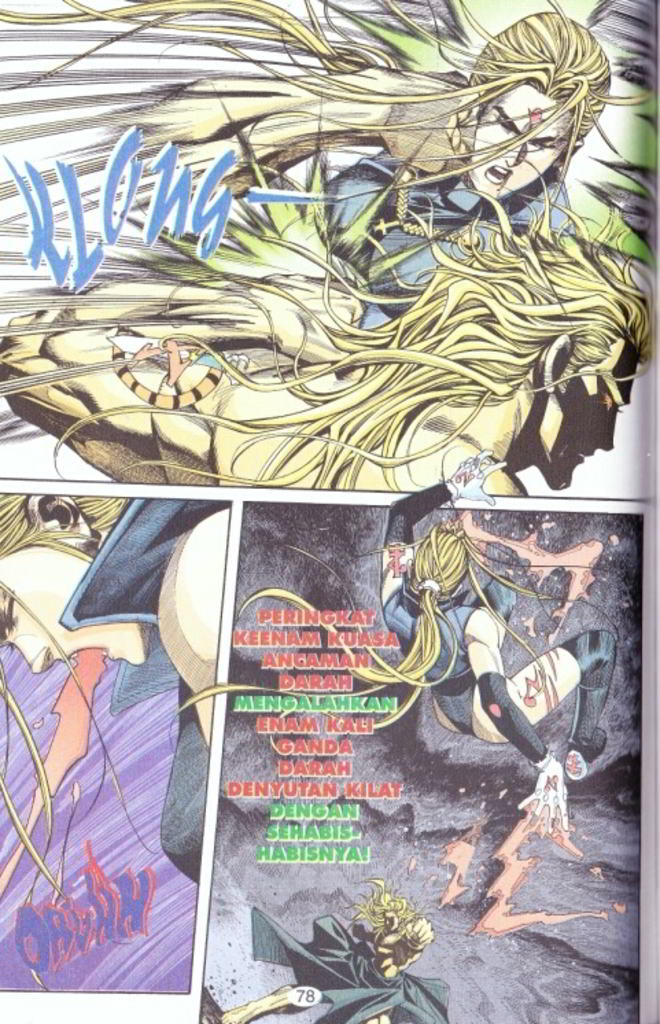 KLONG
PERINGKAT
KEENAM KUASA
ANCAMAN
DARAH
MENGALAHKAN
ENAM KALI
GANDA
DARAH
DENYUTAN KILAT
DENGAN
SEHABIS-
HABISNYA!
78